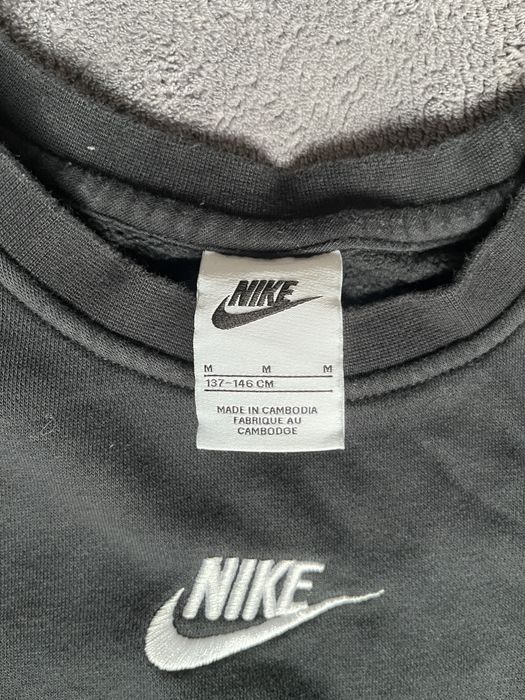 NIKE
M M M
137-146 CM
MADE IN CAMBODIA
FABRIQUE AU
CAMBODGE
NIKE